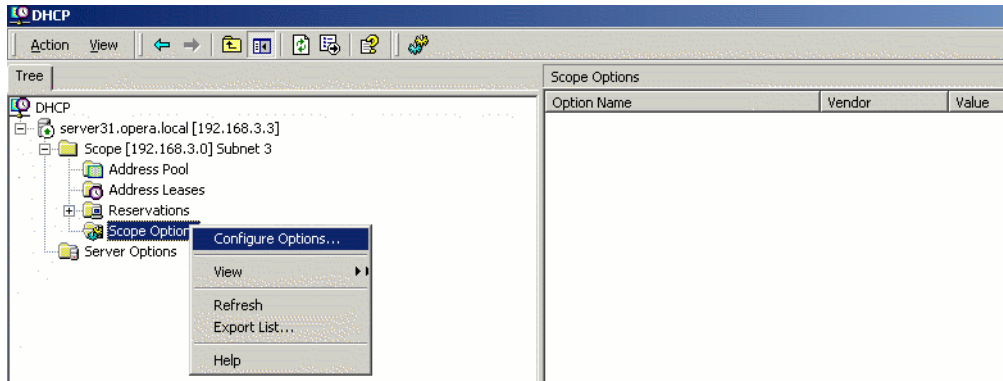 DHCP
Action View
Tree
Scope Options
DHCP
Option Name Vendor Value
server31.opera.local [192.168.3.3]
Scope [192.168.3.0] Subnet 3
Address Pool
Address Leases
Reservations
Scope Option
Server Options
Configure Options...
View
Refresh
Export List...
Help